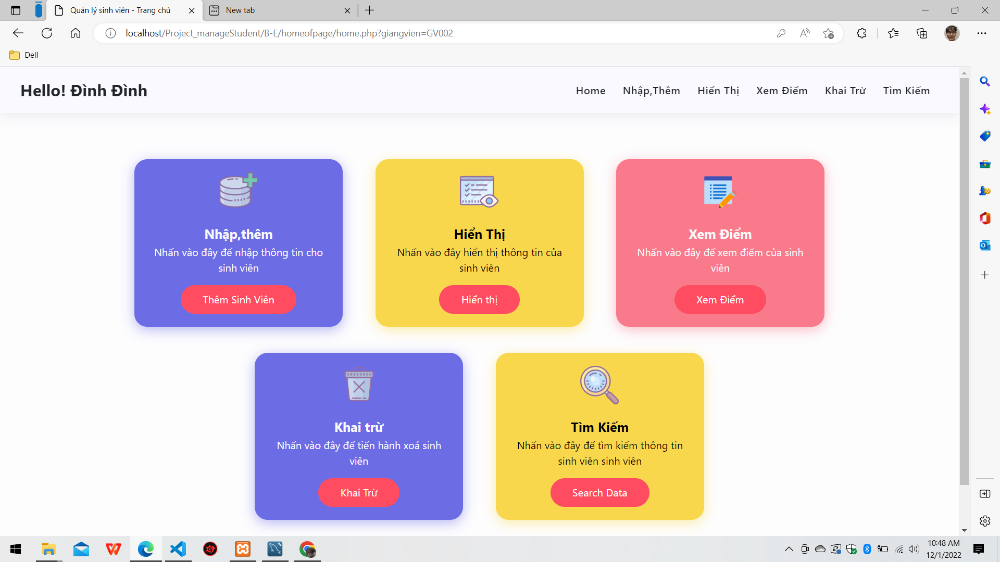 Quản lý sinh viên - Trang chủ
New tab
localhost/Project_manageStudent/B-E/homeofpage/home.php?giangvien=GV002
Dell
Hello! Đình Đình
Home
Nhập,Thêm
Hiển Thị
Xem Điểm
Khai Trừ
Tìm Kiếm
Nhập,thêm
Nhấn vào đây để nhập thông tin cho
sinh viên
Thêm Sinh Viên
Hiển Thị
Nhấn vào đây hiển thị thông tin của
sinh viên
Hiển thị
Xem Điểm
Nhấn vào đây để xem điểm của sinh
viên
Xem Điểm
Khai trừ
Nhấn vào đây để tiến hành xoá sinh
viên
Khai Trừ
Tìm Kiếm
Nhấn vào đây để tìm kiếm thông tin
sinh viên sinh viên
Search Data
10:48 AM
12/1/2022